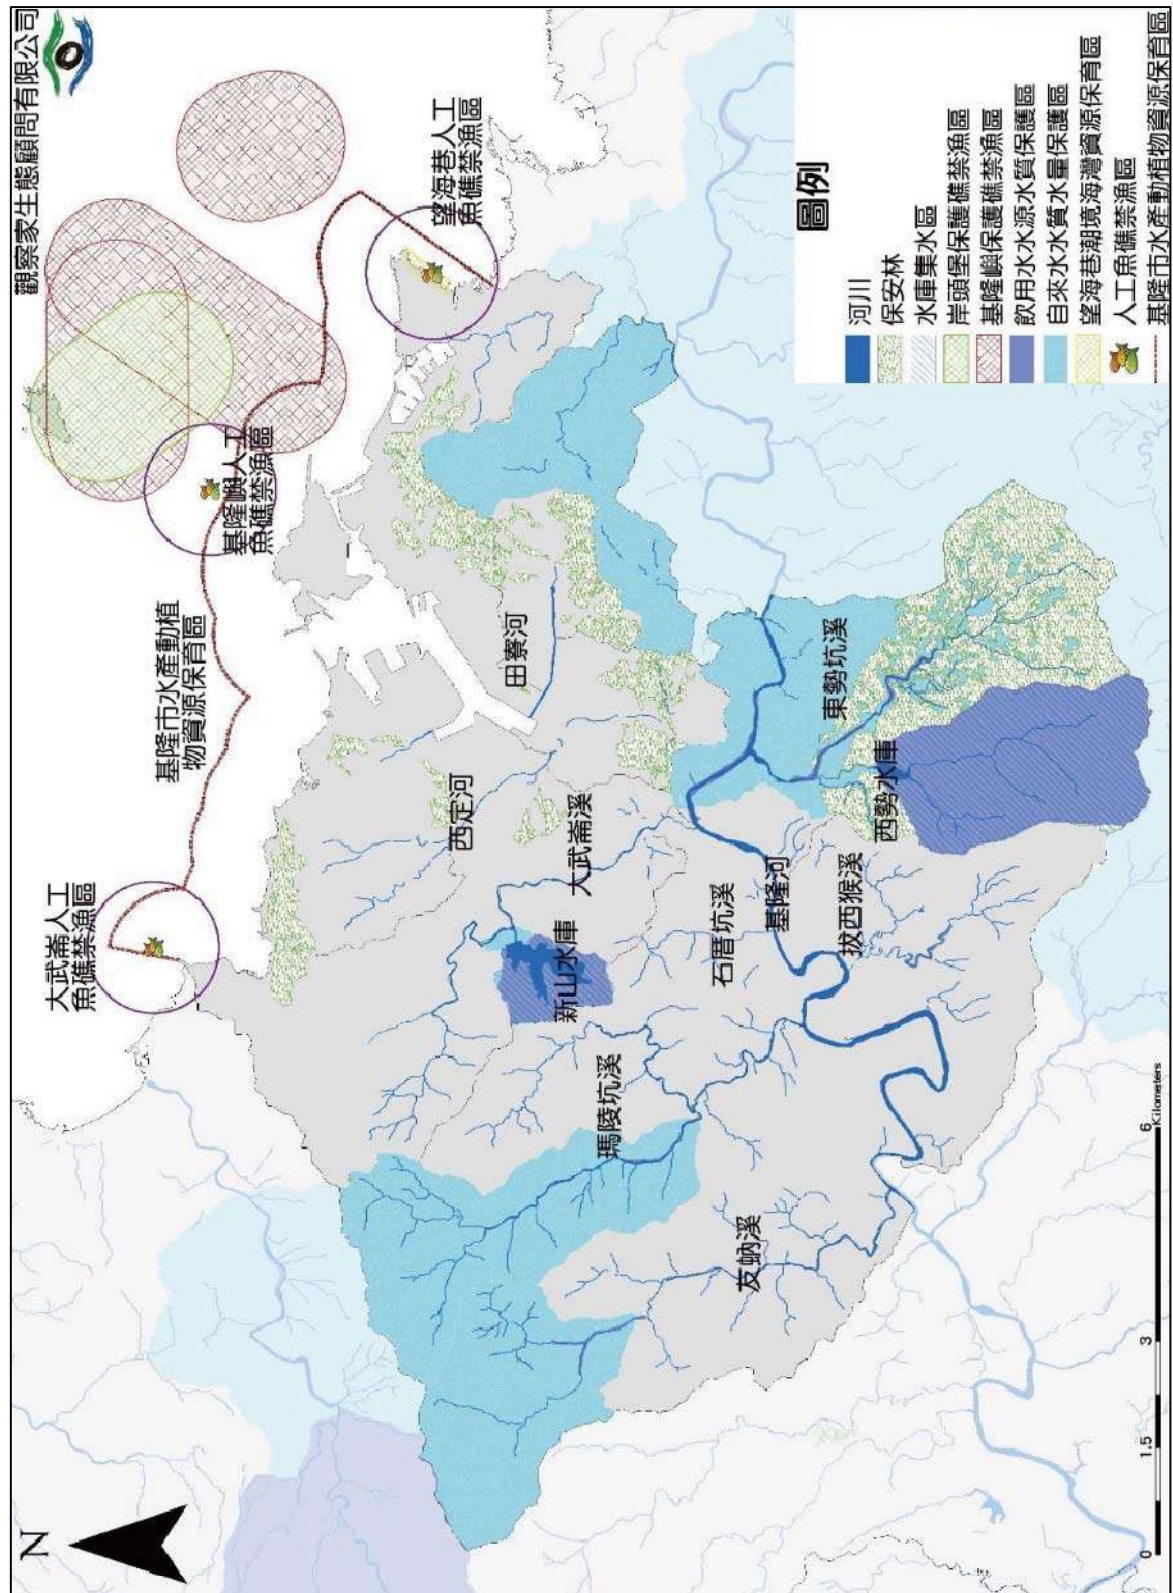 觀察家生態顧問有限公司
N
大武崙人工
魚礁禁漁區
基隆市水產動植
物資源保育區
基隆嶼人工
魚礁禁漁區
望海巷人工
魚礁禁漁區
西定河
田寮河
大武崙溪
新山水庫
瑪陵坑溪
石厝坑溪
友蚋溪
基隆河
拔西猴溪
東勢坑溪
西勢水庫
圖例
河川
保安林
水庫集水區
岸頭堡保護礁禁漁區
基隆嶼保護礁禁漁區
飲用水水源水質保護區
自來水水質水量保護區
望海巷潮境海灣資源保育區
人工魚礁禁漁區
基隆市水產動植物資源保育區
0 1.5 3 6
Kilometers